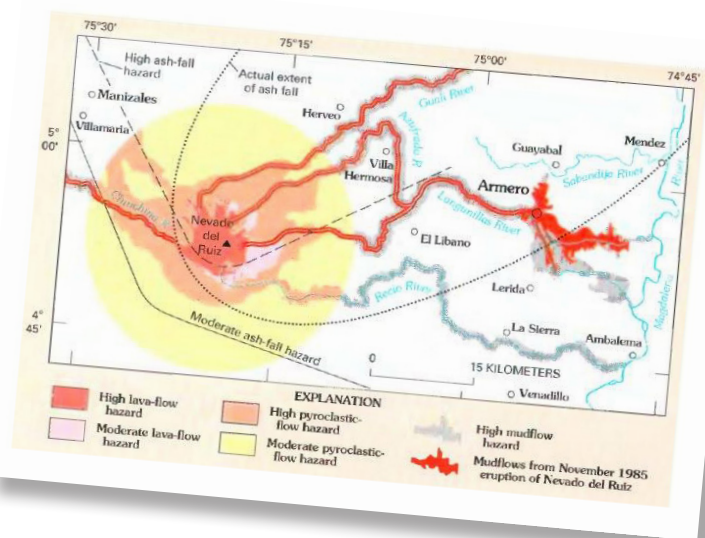 75°30'
75°15'
75°00'
74°45'
High ash-fall
hazard
Actual extent
of ash fall
Manizales
Villamaria
5°
00'
Herveo
Guali River
Azufrado R.
Villa
Hermosa
Guayabal
Mendez
Sabandija River
River
Armero
Lagunillas River
Chinchina R.
Nevado
del
Ruiz
El Libano
Recio River
Lerida
Magdalena
4°
45'
Moderate ash-fall hazard
La Sierra
Ambalema
0
15 KILOMETERS
Venadillo
EXPLANATION
High lava-flow
hazard
Moderate lava-flow
hazard
High pyroclastic-
flow hazard
Moderate pyroclastic-
flow hazard
High mudflow
hazard
Mudflows from November 1985
eruption of Nevado del Ruiz